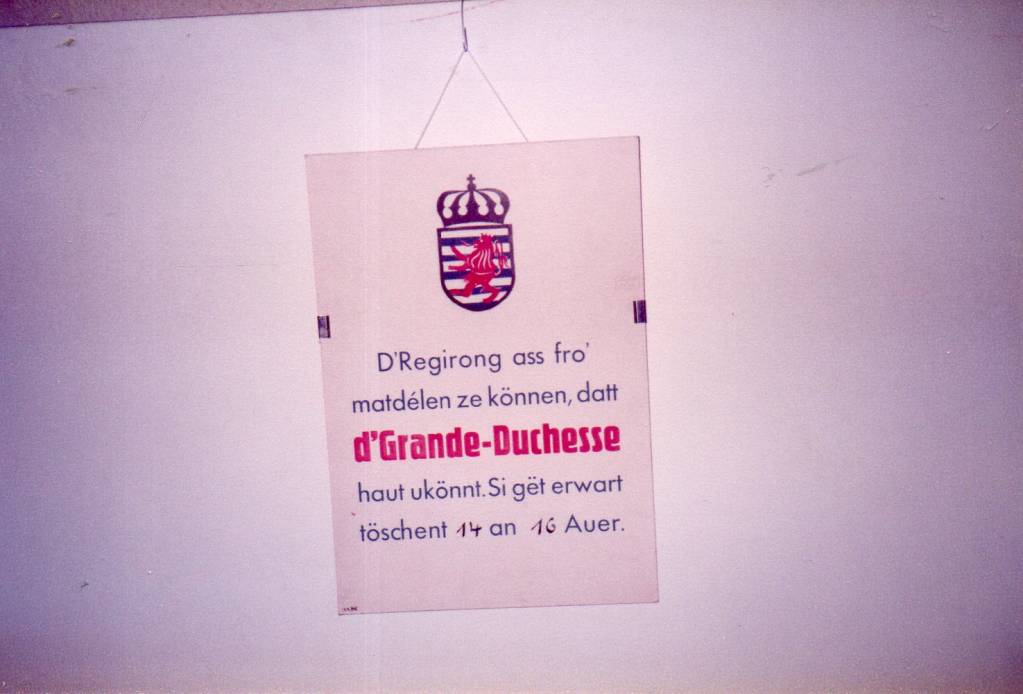 D'Regirong ass fro'
matdélen ze können, datt
d'Grande-Duchesse
haut ukönnt. Si gët erwart
töschent 14 an 16 Auer.